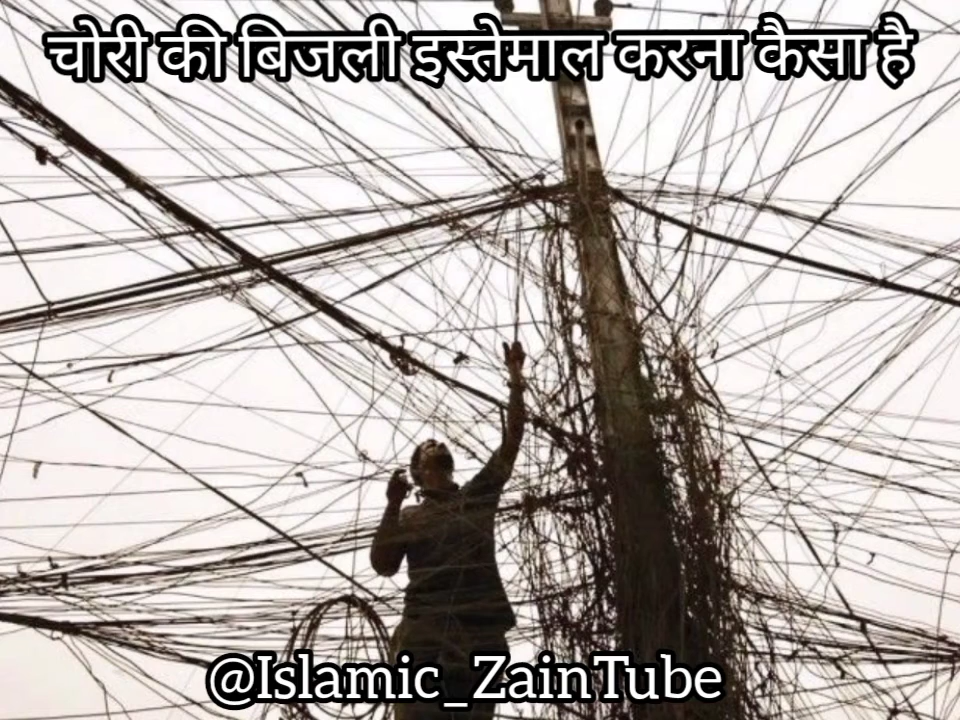 चोरी की बिजली इस्तेमाल करना कैसा है
@Islamic_ZainTube